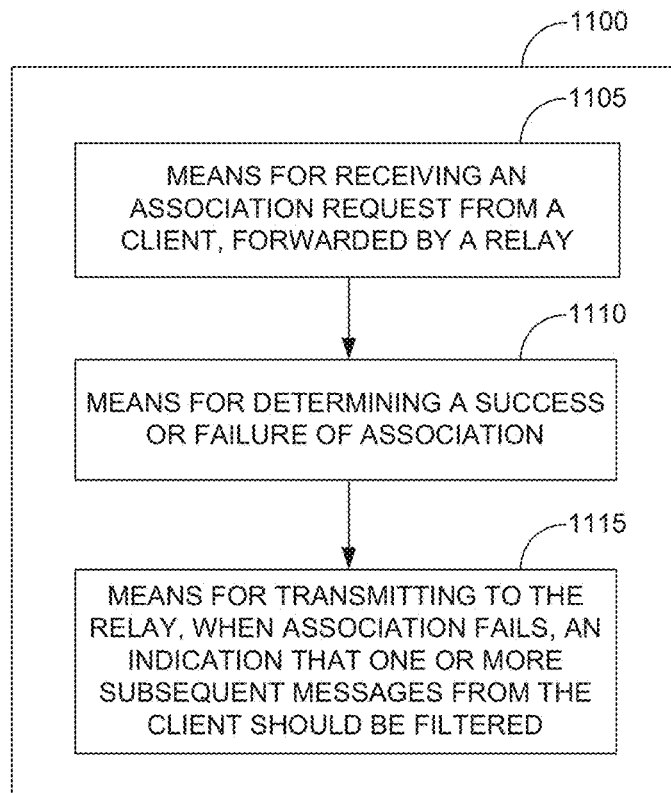 1100
1105
MEANS FOR RECEIVING AN
ASSOCIATION REQUEST FROM A
CLIENT, FORWARDED BY A RELAY
1110
MEANS FOR DETERMINING A SUCCESS
OR FAILURE OF ASSOCIATION
1115
MEANS FOR TRANSMITTING TO THE
RELAY, WHEN ASSOCIATION FAILS, AN
INDICATION THAT ONE OR MORE
SUBSEQUENT MESSAGES FROM THE
CLIENT SHOULD BE FILTERED